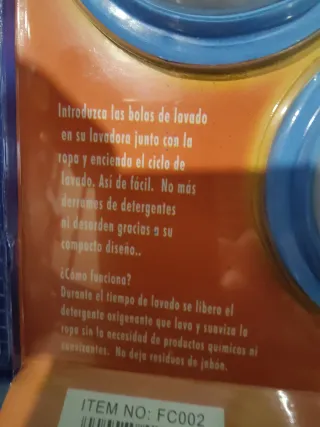 Introduzca las bolas de lavado
en su lavadora junto con la
ropa y encienda el ciclo de
lavado. Así de fácil. No más
derrames de detergentes
ni desorden gracias a su
compacto diseño..
¿Cómo funciona?
Durante el tiempo de lavado se libera el
detergente oxigenante que lava y suaviza la
ropa sin la necesidad de productos químicos ni
suavizantes. No deja residuos de jabón.
ITEM NO: FC002